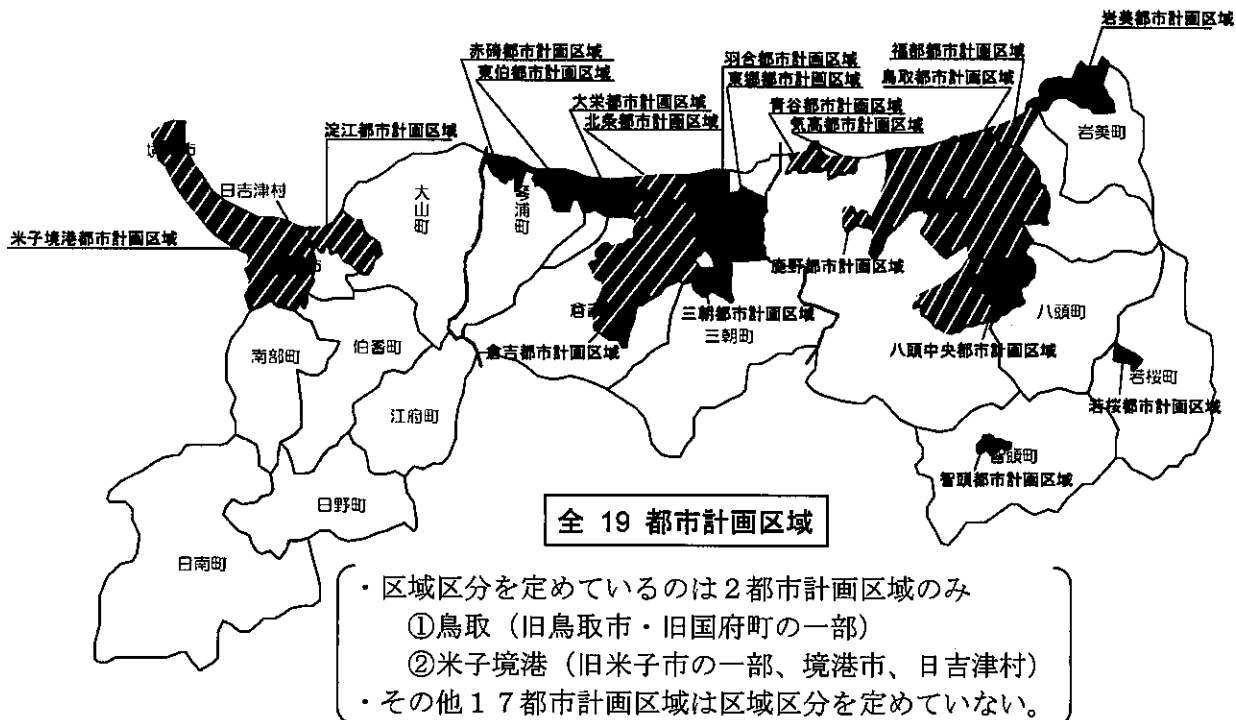 岩美都市計画区域
赤碕都市計画区域
東伯都市計画区域
羽合都市計画区域
東郷都市計画区域
福部都市計画区域
鳥取都市計画区域
大栄都市計画区域
北条都市計画区域
青谷都市計画区域
気高都市計画区域
淀江都市計画区域
岩美町
日吉津村
大山町
琴浦町
米子境港都市計画区域
鹿野都市計画区域
三朝都市計画区域
三朝町
八頭町
南部町
伯耆町
倉吉都市計画区域
八頭中央都市計画区域
若桜町
江府町
若桜都市計画区域
智頭町
智頭都市計画区域
日野町
日南町
全 19 都市計画区域
・区域区分を定めているのは2都市計画区域のみ
①鳥取（旧鳥取市・旧国府町の一部）
②米子境港（旧米子市の一部、境港市、日吉津村）
・その他17都市計画区域は区域区分を定めていない。